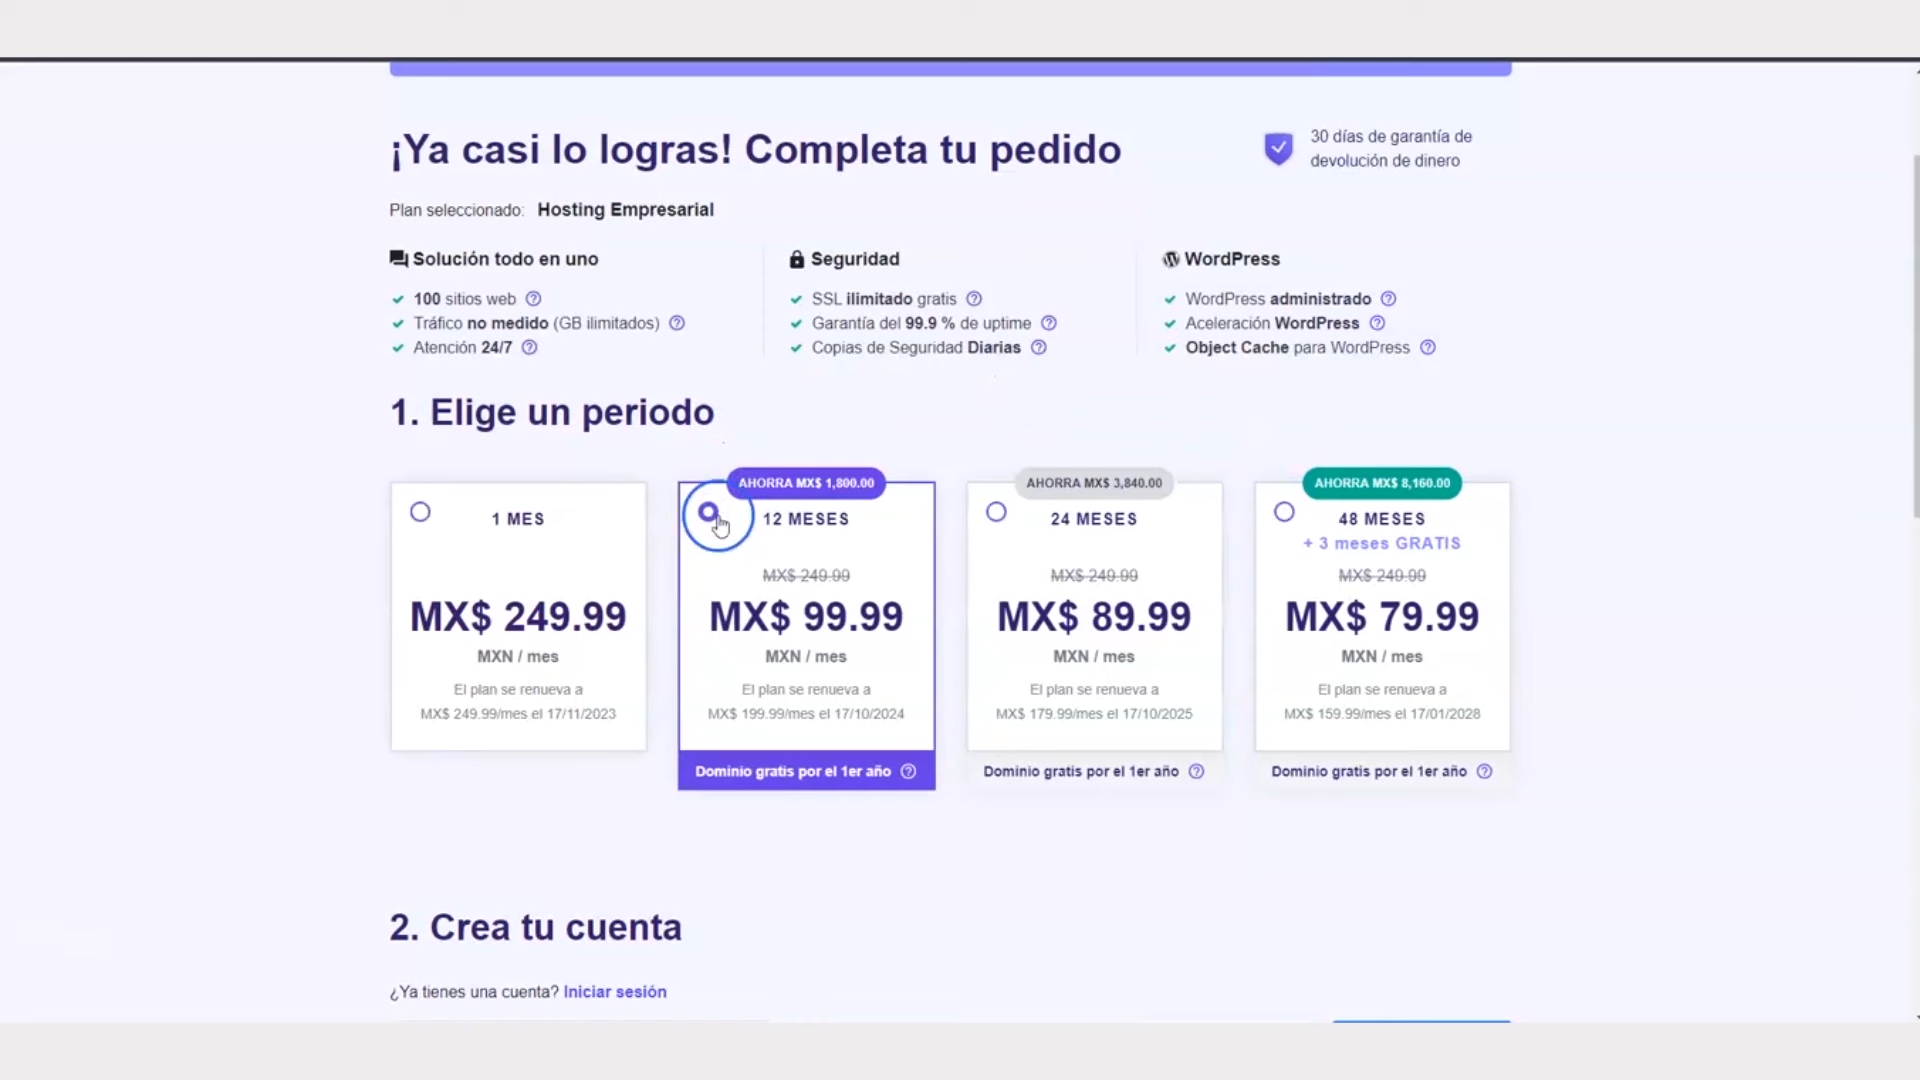 ¡Ya casi lo logras! Completa tu pedido
30 días de garantía de
devolución de dinero
Plan seleccionado: Hosting Empresarial
Solución todo en uno
100 sitios web
Tráfico no medido (GB ilimitados)
Atención 24/7
Seguridad
SSL ilimitado gratis
Garantía del 99.9 % de uptime
Copias de Seguridad Diarias
WordPress
WordPress administrado
Aceleración WordPress
Object Cache para WordPress
1. Elige un periodo
1 MES
MX$ 249.99
MXN / mes
El plan se renueva a
MX$ 249.99/mes el 17/11/2023
AHORRA MX$ 1,800.00
12 MESES
MX$ 249.99
MX$ 99.99
MXN / mes
El plan se renueva a
MX$ 199.99/mes el 17/10/2024
Dominio gratis por el 1er año
AHORRA MX$ 3,840.00
24 MESES
MX$ 249.99
MX$ 89.99
MXN / mes
El plan se renueva a
MX$ 179.99/mes el 17/10/2025
Dominio gratis por el 1er año
AHORRA MX$ 8,160.00
48 MESES
+ 3 meses GRATIS
MX$ 249.99
MX$ 79.99
MXN / mes
El plan se renueva a
MX$ 159.99/mes el 17/01/2028
Dominio gratis por el 1er año
2. Crea tu cuenta
¿Ya tienes una cuenta? Iniciar sesión